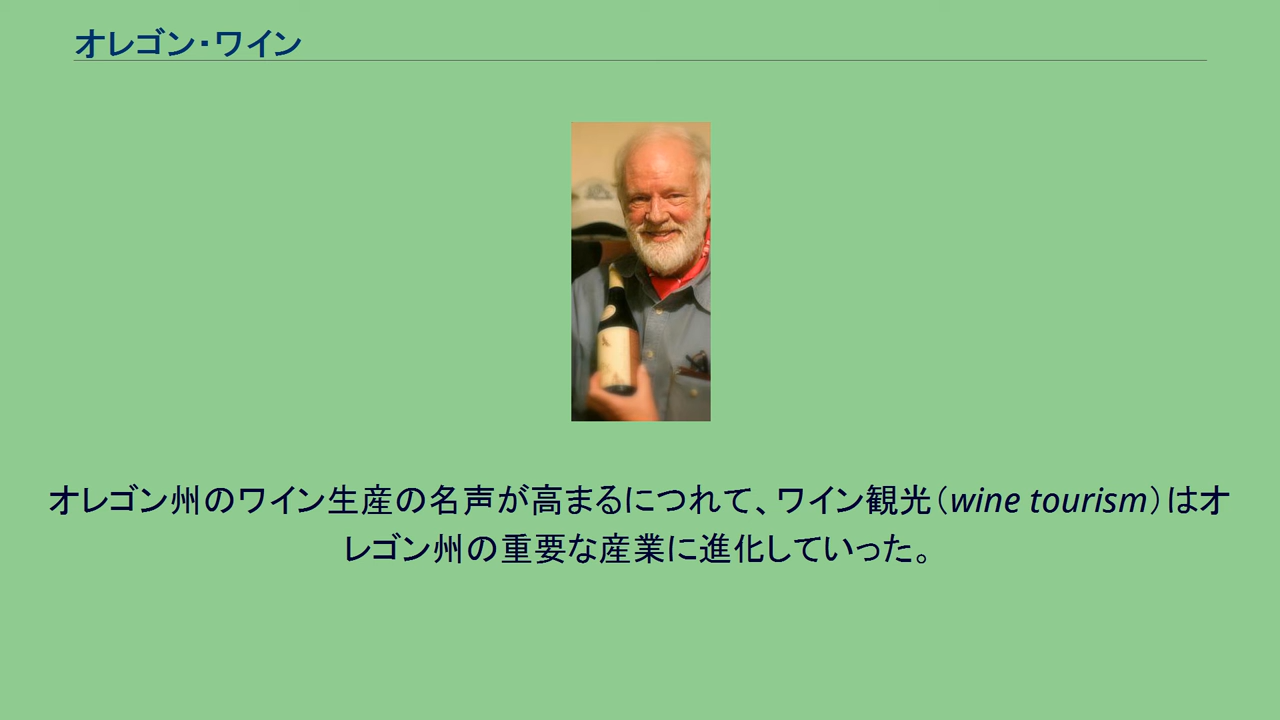 オレゴン・ワイン
オレゴン州のワイン生産の名声が高まるにつれて、ワイン観光（wine tourism）はオ
レゴン州の重要な産業に進化していった。